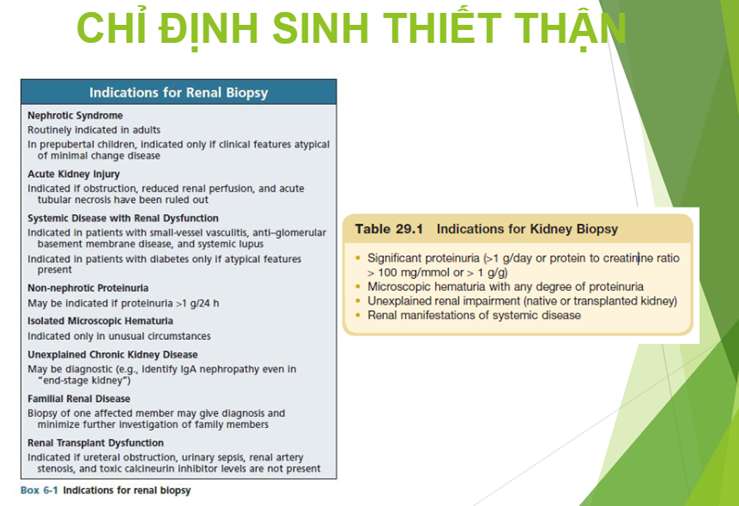 CHỈ ĐỊNH SINH THIẾT THẬN
Indications for Renal Biopsy
Nephrotic Syndrome
Routinely indicated in adults
In prepubertal children, indicated only if clinical features atypical
of minimal change disease
Acute Kidney Injury
Indicated if obstruction, reduced renal perfusion, and acute
tubular necrosis have been ruled out
Systemic Disease with Renal Dysfunction
Indicated in patients with small-vessel vasculitis, anti–glomerular
basement membrane disease, and systemic lupus
Indicated in patients with diabetes only if atypical features
present
Non-nephrotic Proteinuria
May be indicated if proteinuria >1 g/24 h
Isolated Microscopic Hematuria
Indicated only in unusual circumstances
Unexplained Chronic Kidney Disease
May be diagnostic (e.g., identify IgA nephropathy even in
“end-stage kidney”)
Familial Renal Disease
Biopsy of one affected member may give diagnosis and
minimize further investigation of family members
Renal Transplant Dysfunction
Indicated if ureteral obstruction, urinary sepsis, renal artery
stenosis, and toxic calcineurin inhibitor levels are not present
Box 6-1 Indications for renal biopsy
Table 29.1 Indications for Kidney Biopsy
• Significant proteinuria (>1 g/day or protein to creatinine ratio
> 100 mg/mmol or > 1 g/g)
• Microscopic hematuria with any degree of proteinuria
• Unexplained renal impairment (native or transplanted kidney)
• Renal manifestations of systemic disease